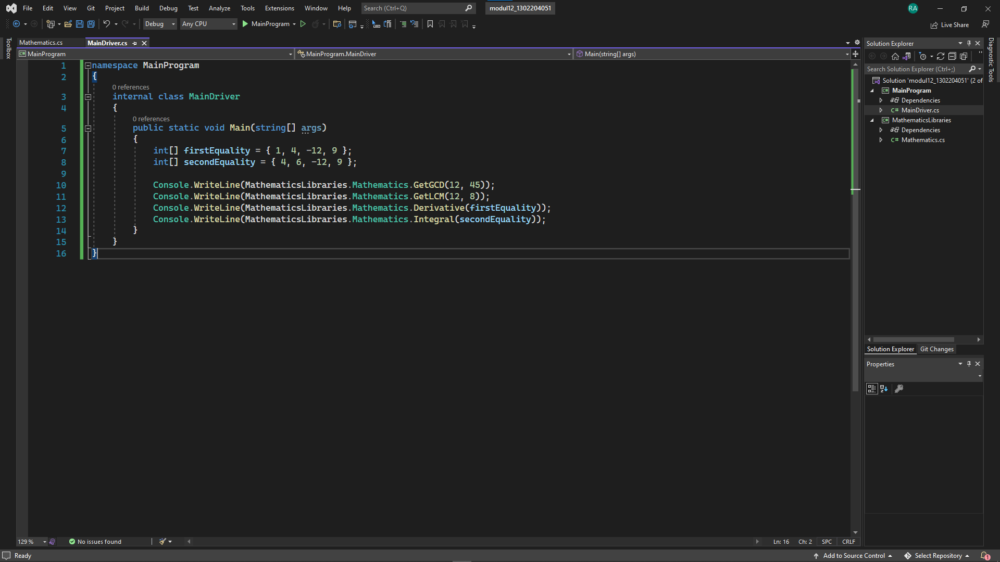 File Edit View Git Project Build Debug Test Analyze Tools Extensions Window Help Search (Ctrl+Q) modul12_1302204051 RA
Debug Any CPU MainProgram Live Share
Toolbox
Mathematics.cs MainDriver.cs
MainProgram MainProgram.MainDriver Main(string[] args)
1 namespace MainProgram
2 {
0 references
3 internal class MainDriver
4 {
0 references
5 public static void Main(string[] args)
6 {
7 int[] firstEquality = { 1, 4, -12, 9 };
8 int[] secondEquality = { 4, 6, -12, 9 };
9
10 Console.WriteLine(MathematicsLibraries.Mathematics.GetGCD(12, 45));
11 Console.WriteLine(MathematicsLibraries.Mathematics.GetLCM(12, 8));
12 Console.WriteLine(MathematicsLibraries.Mathematics.Derivative(firstEquality));
13 Console.WriteLine(MathematicsLibraries.Mathematics.Integral(secondEquality));
14 }
15 }
16 }
Solution Explorer
Search Solution Explorer (Ctrl+;)
Solution 'modul12_1302204051' (2 of
C# MainProgram
Dependencies
C# MainDriver.cs
C# MathematicsLibraries
Dependencies
C# Mathematics.cs
Solution Explorer Git Changes
Properties
Diagnostic Tools
129 % No issues found Ln: 16 Ch: 2 SPC CRLF
Ready Add to Source Control Select Repository 1